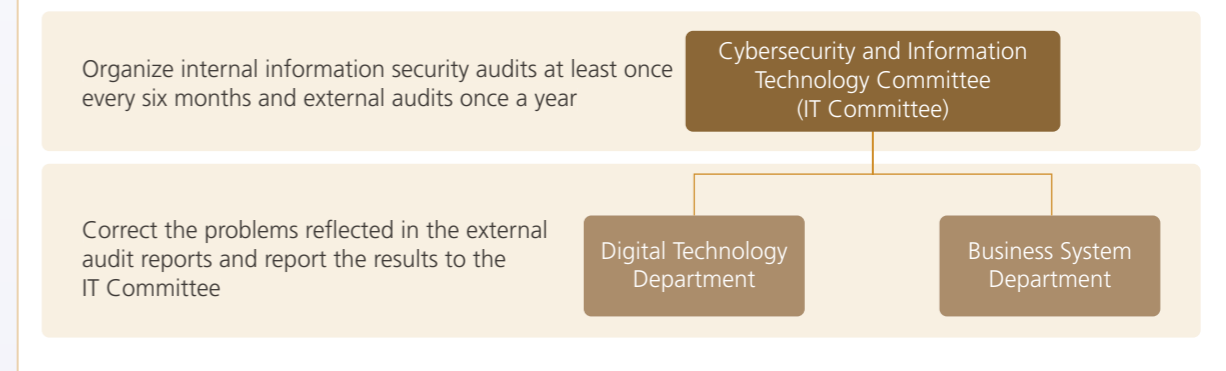 Organize internal information security audits at least once
every six months and external audits once a year
Cybersecurity and Information
Technology Committee
(IT Committee)
Correct the problems reflected in the external
audit reports and report the results to the
IT Committee
Digital Technology
Department
Business System
Department